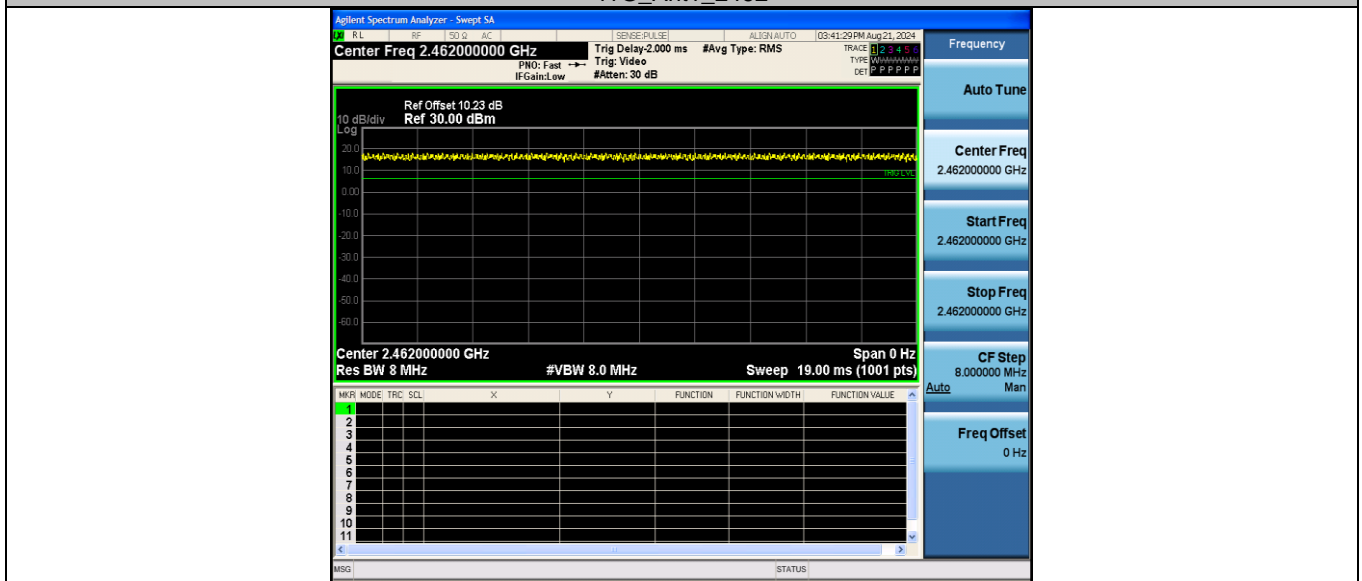 Agilent Spectrum Analyzer - Swept SA
RL RF 50 Ω AC SENSE:PULSE ALIGN AUTO 03:41:29 PM Aug 21, 2024
Center Freq 2.462000000 GHz
PNO: Fast
IFGain:Low
Trig Delay-2.000 ms
Trig: Video
#Atten: 30 dB
#Avg Type: RMS
TRACE 1 2 3 4 5 6
TYPE
DET P P P P P P
Ref Offset 10.23 dB
10 dB/div Ref 30.00 dBm
Log
20.0
10.0
0.00
-10.0
-20.0
-30.0
-40.0
-50.0
-60.0
TRIG LVL
Center 2.462000000 GHz Span 0 Hz
Res BW 8 MHz #VBW 8.0 MHz Sweep 19.00 ms (1001 pts)
MKR MODE TRC SCL X Y FUNCTION FUNCTION WIDTH FUNCTION VALUE
1
2
3
4
5
6
7
8
9
10
11
MSG STATUS
Frequency
Auto Tune
Center Freq
2.462000000 GHz
Start Freq
2.462000000 GHz
Stop Freq
2.462000000 GHz
CF Step
8.000000 MHz
Auto Man
Freq Offset
0 Hz